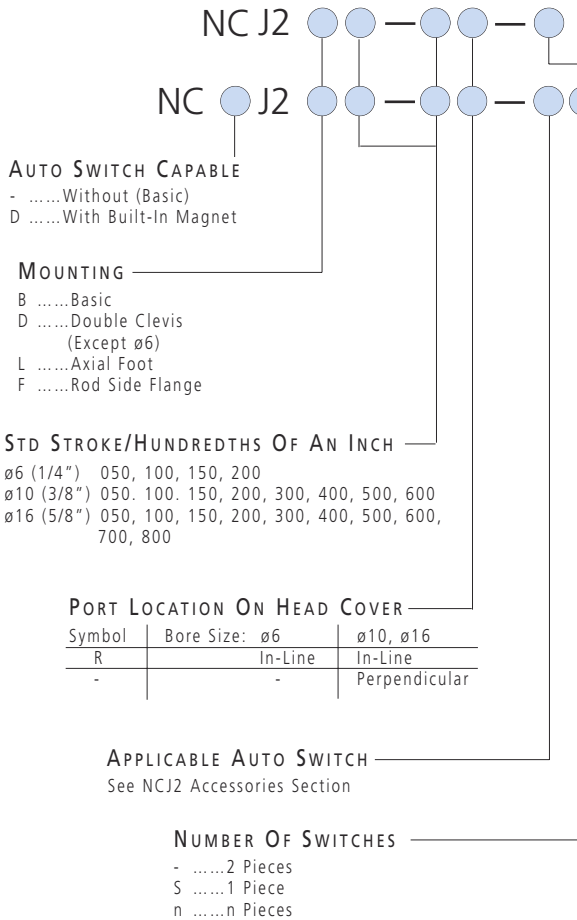 NC J2 — —
NC J2 — —
AUTO SWITCH CAPABLE
- ......Without (Basic)
D ......With Built-In Magnet
MOUNTING
B ......Basic
D ......Double Clevis
(Except ø6)
L ......Axial Foot
F ......Rod Side Flange
STD STROKE/HUNDREDTHS OF AN INCH
ø6 (1/4") 050, 100, 150, 200
ø10 (3/8") 050. 100. 150, 200, 300, 400, 500, 600
ø16 (5/8") 050, 100, 150, 200, 300, 400, 500, 600,
700, 800
PORT LOCATION ON HEAD COVER
Symbol Bore Size: ø6 ø10, ø16
R In-Line In-Line
- - Perpendicular
APPLICABLE AUTO SWITCH
See NCJ2 Accessories Section
NUMBER OF SWITCHES
- ......2 Pieces
S ......1 Piece
n ......n Pieces